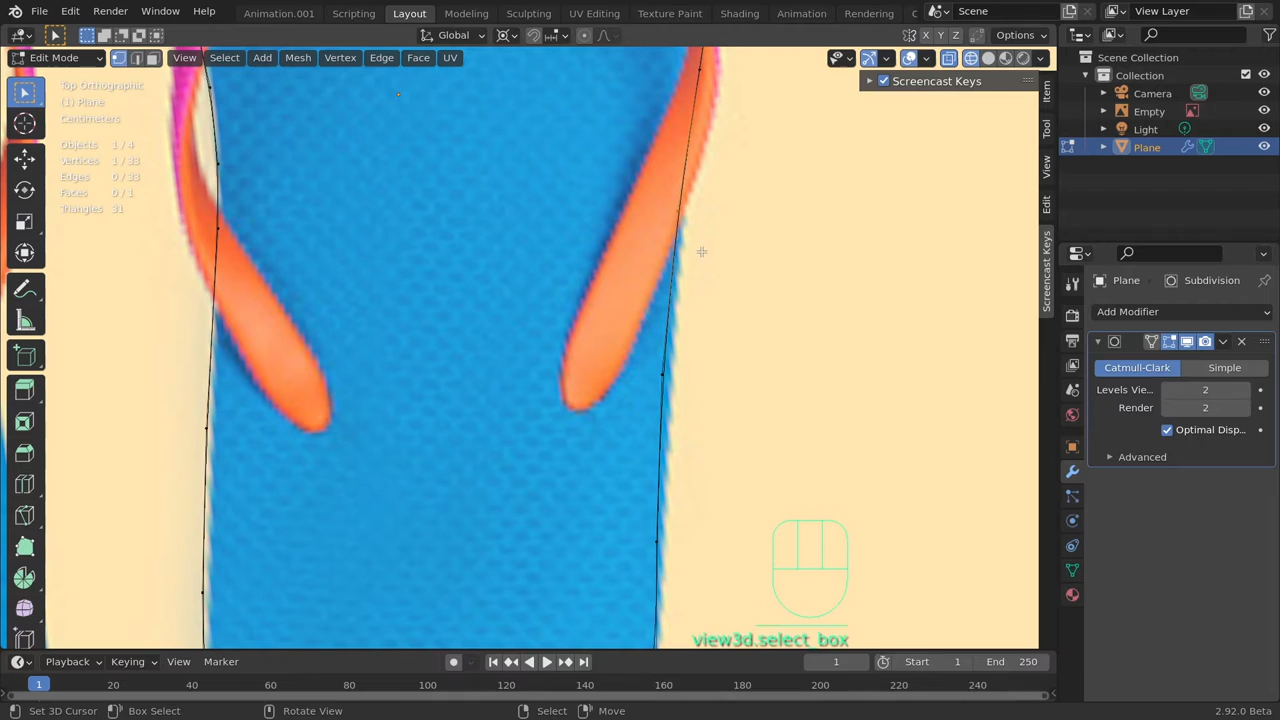 File Edit Render Window Help Animation.001 Scripting Layout Modeling Sculpting UV Editing Texture Paint Shading Animation Rendering C Scene View Layer
Global X Y Z Options
Edit Mode View Select Add Mesh Vertex Edge Face UV
Screencast Keys
Top Orthographic
(1) Plane
Centimeters
Objects 1/4
Vertices 1/33
Edges 0/33
Faces 0/1
Triangles 31
Item
Tool
View
Edit
Screencast Keys
Scene Collection
Collection
Camera
Empty
Light
Plane
Plane Subdivision
Add Modifier
Catmull-Clark Simple
Levels Vie... 2
Render 2
Optimal Disp...
Advanced
view3d.select_box
Playback Keying View Marker 1 Start 1 End 250
1 20 40 60 80 100 120 140 160 180 200 220 240
Set 3D Cursor Box Select Rotate View Select Move 2.92.0 Beta